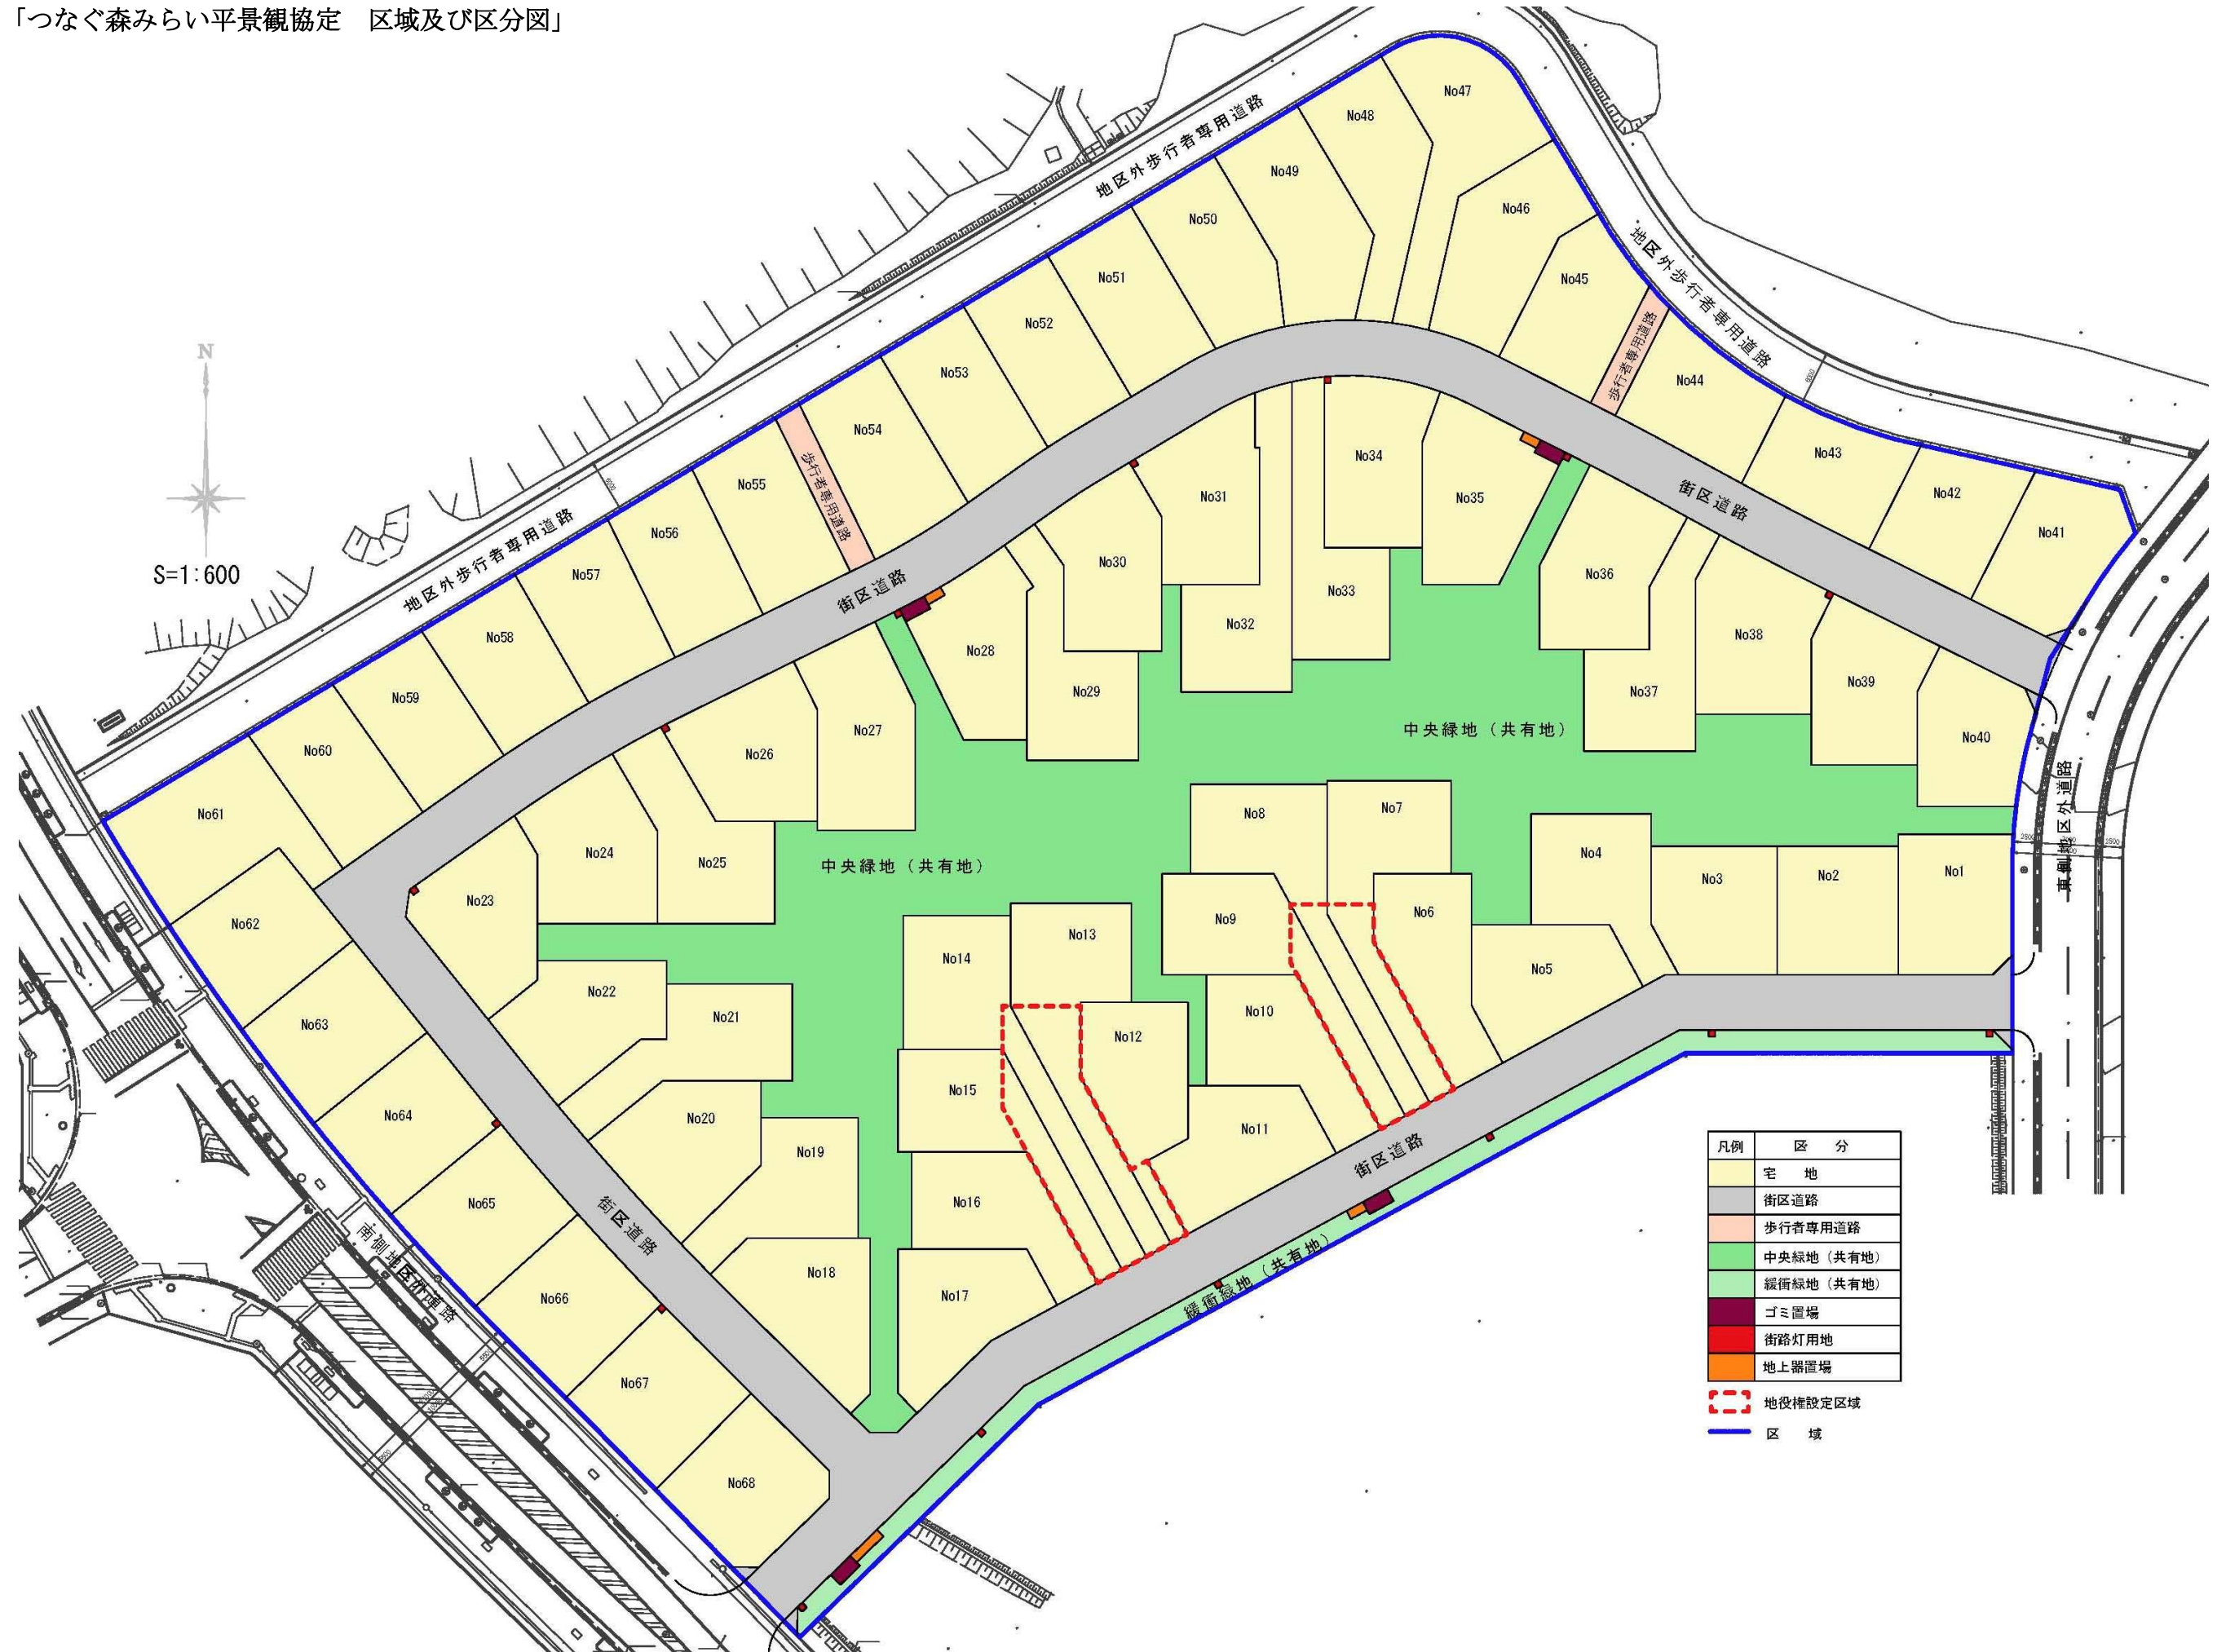 「つなぐ森みらい平景観協定　区域及び区分図」
N
S=1:600
地区外歩行者専用道路
地区外歩行者専用道路
地区外歩行者専用道路
No47
No48
No49
No50
No51
No52
No53
No54
No55
No56
No57
No58
No59
No60
No61
No46
No45
歩行者専用道路
No44
No43
No42
No41
歩行者専用道路
街区道路
街区道路
No34
No35
No31
No30
No33
No32
No28
No29
No27
No26
No36
No38
No37
No39
No40
中央緑地（共有地）
東側地区外道路
中央緑地（共有地）
No24
No25
No23
No62
No63
No64
No65
No66
No67
No68
No22
No21
No20
No19
No18
街区道路
南側地区外道路
No8
No7
No4
No3
No2
No1
No9
No6
No5
No14
No13
No10
No12
No15
No11
No16
No17
街区道路
緩衝緑地（共有地）
凡例　区　分
宅　地
街区道路
歩行者専用道路
中央緑地（共有地）
緩衝緑地（共有地）
ゴミ置場
街路灯用地
地上器置場
地役権設定区域
区　域